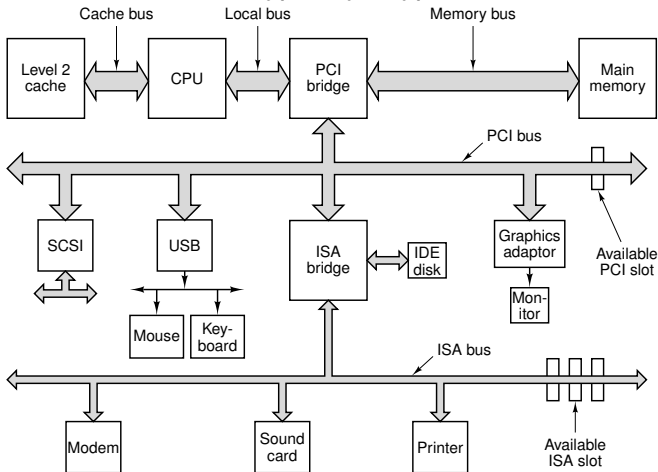 Cache bus
Local bus
Memory bus
Level 2
cache
CPU
PCI
bridge
Main
memory
PCI bus
SCSI
USB
ISA
bridge
IDE
disk
Graphics
adaptor
Available
PCI slot
Mon-
itor
Mouse
Key-
board
ISA bus
Modem
Sound
card
Printer
Available
ISA slot